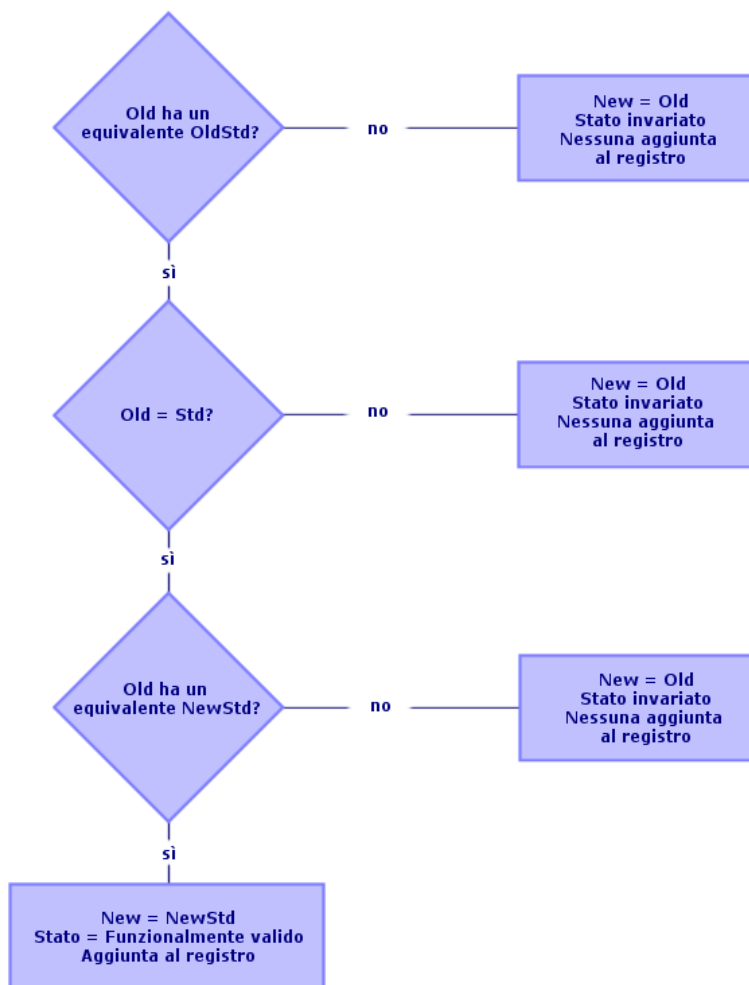 Old ha un
equivalente OldStd?
no
New = Old
Stato invariato
Nessuna aggiunta
al registro
sì
Old = Std?
no
New = Old
Stato invariato
Nessuna aggiunta
al registro
sì
Old ha un
equivalente NewStd?
no
New = Old
Stato invariato
Nessuna aggiunta
al registro
sì
New = NewStd
Stato = Funzionalmente valido
Aggiunta al registro